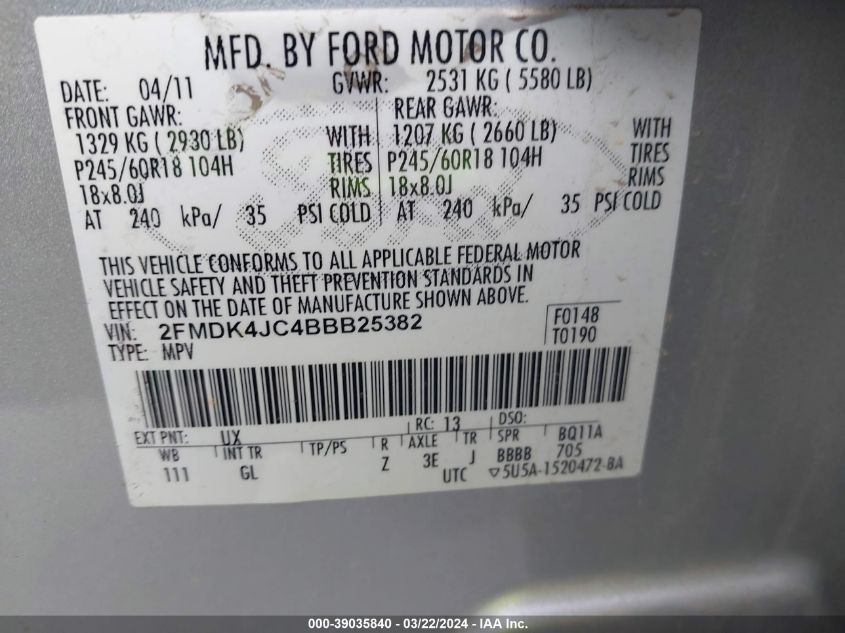 MFD. BY FORD MOTOR CO.
DATE: 04/11 GVWR: 2531 KG ( 5580 LB)
FRONT GAWR: REAR GAWR:
1329 KG ( 2930 LB) WITH 1207 KG ( 2660 LB) WITH
P245/60R18 104H TIRES P245/60R18 104H TIRES
18x8.0J RIMS 18x8.0J RIMS
AT 240 kPa/ 35 PSI COLD AT 240 kPa/ 35 PSI COLD
THIS VEHICLE CONFORMS TO ALL APPLICABLE FEDERAL MOTOR
VEHICLE SAFETY AND THEFT PREVENTION STANDARDS IN
EFFECT ON THE DATE OF MANUFACTURE SHOWN ABOVE.
VIN: 2FMDK4JC4BBB25382 F0148
TYPE: MPV T0190
EXT PNT: UX RC: 13 DSO:
WB INT TR TP/PS R AXLE TR SPR BQ11A
111 GL Z 3E J BBBB 705
UTC ▽5U5A-1520472-BA
000-39035840 - 03/22/2024 - IAA Inc.